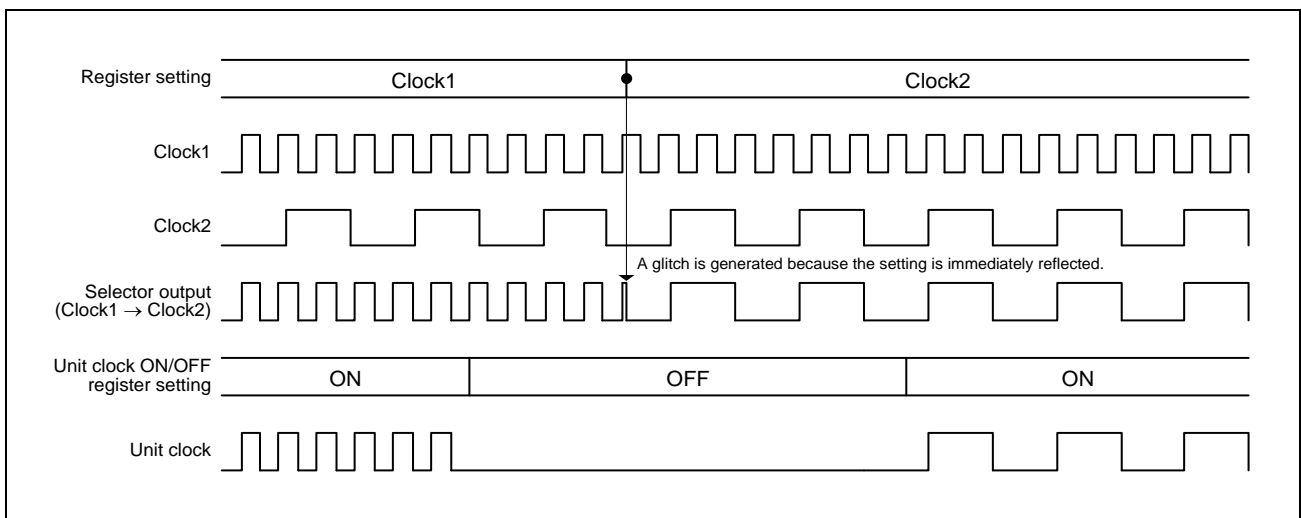 Register setting
Clock1
Clock2
Clock1
Clock2
A glitch is generated because the setting is immediately reflected.
Selector output
(Clock1 → Clock2)
Unit clock ON/OFF
register setting
ON
OFF
ON
Unit clock